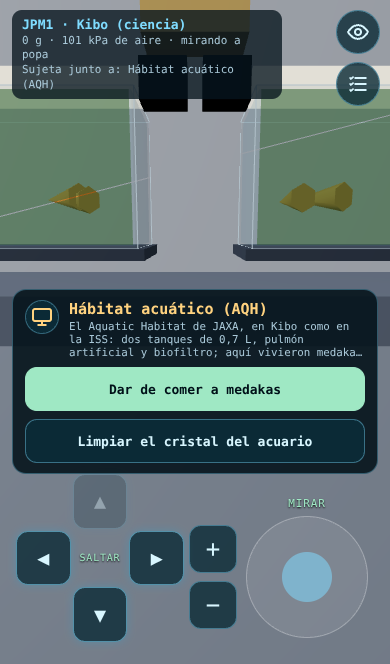 JPM1 · Kibo (ciencia)
0 g · 101 kPa de aire · mirando a
popa
Sujeta junto a: Hábitat acuático
(AQH)
Hábitat acuático (AQH)
El Aquatic Habitat de JAXA, en Kibo como en
la ISS: dos tanques de 0,7 L, pulmón
artificial y biofiltro; aquí vivieron medaka…
Dar de comer a medakas
Limpiar el cristal del acuario
MIRAR
▲
◀ SALTAR ▶ +
▼ −